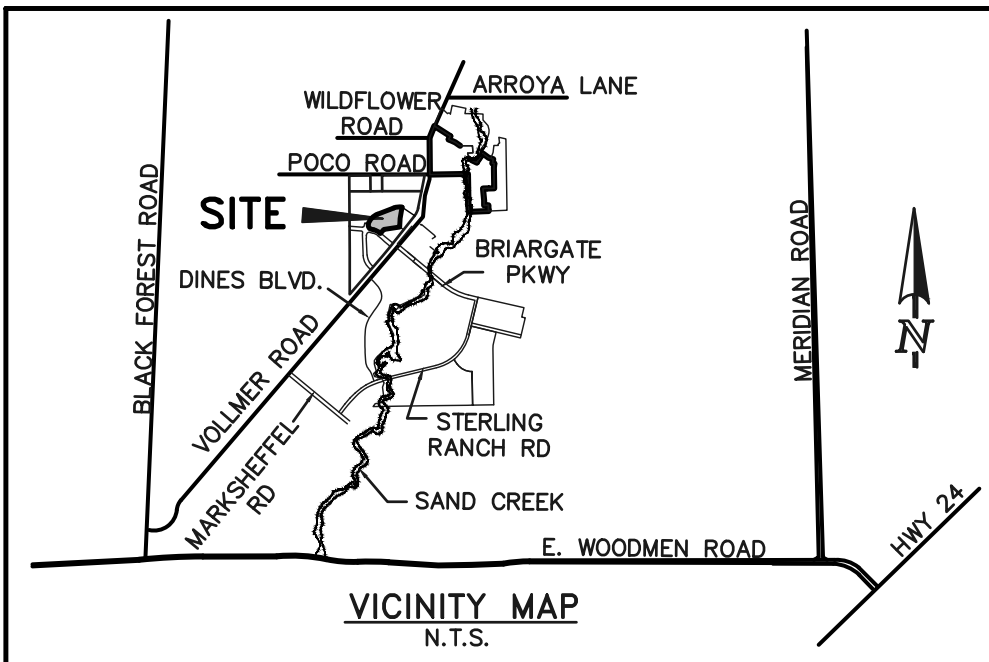 ARROYA LANE
WILDFLOWER
ROAD
POCO ROAD
SITE
BRIARGATE
PKWY
DINES BLVD.
BLACK FOREST ROAD
VOLLMER ROAD
MERIDIAN ROAD
N
MARKSHEFFEL
RD
STERLING
RANCH RD
SAND CREEK
E. WOODMEN ROAD
HWY 24
VICINITY MAP
N.T.S.